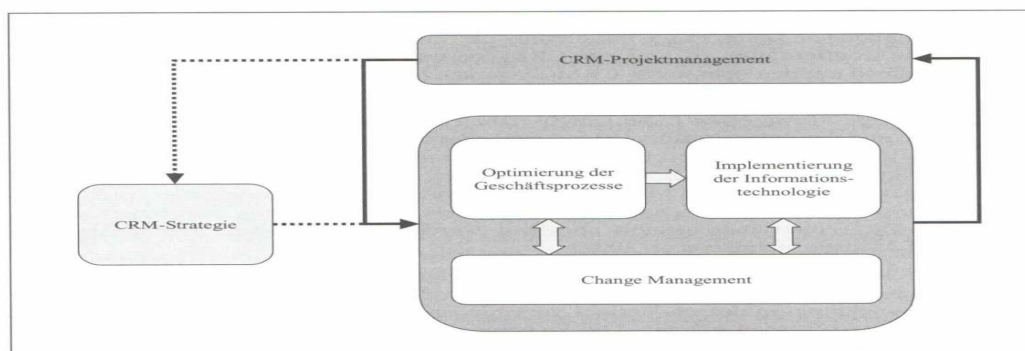 CRM-Projektmanagement
Optimierung der
Geschäftsprozesse
Implementierung
der Informations-
technologie
CRM-Strategie
Change Management